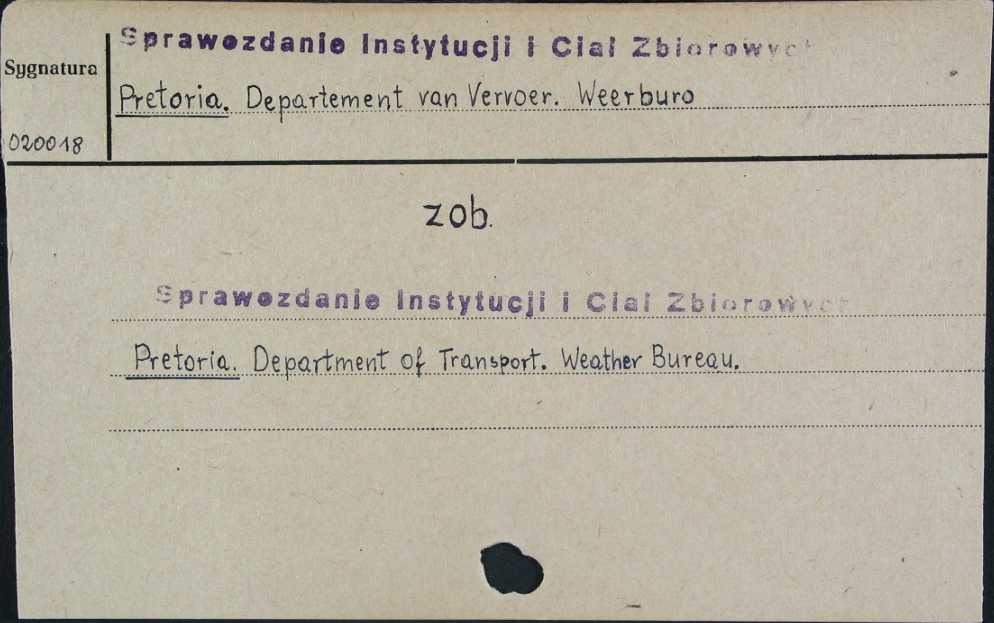 Sprawozdanie Instytucji i Ciał Zbiorowych
Sygnatura
Pretoria. Departement van Vervoer. Weerburo
020018
zob.
Sprawozdanie Instytucji i Ciał Zbiorowych
Pretoria. Department of Transport. Weather Bureau.